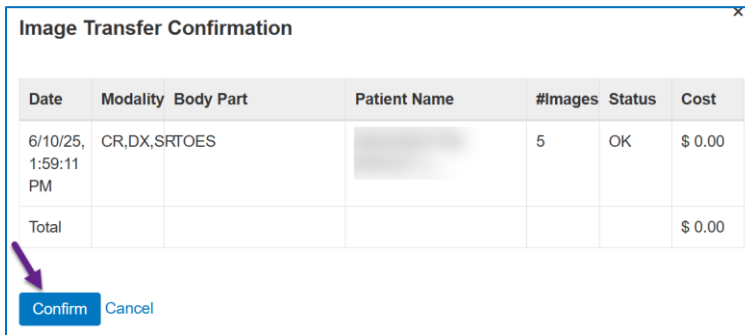 ×
Image Transfer Confirmation
Date Modality Body Part Patient Name #Images Status Cost
6/10/25, CR,DX,SRTOES 5 OK $ 0.00
1:59:11
PM
Total $ 0.00
Confirm Cancel